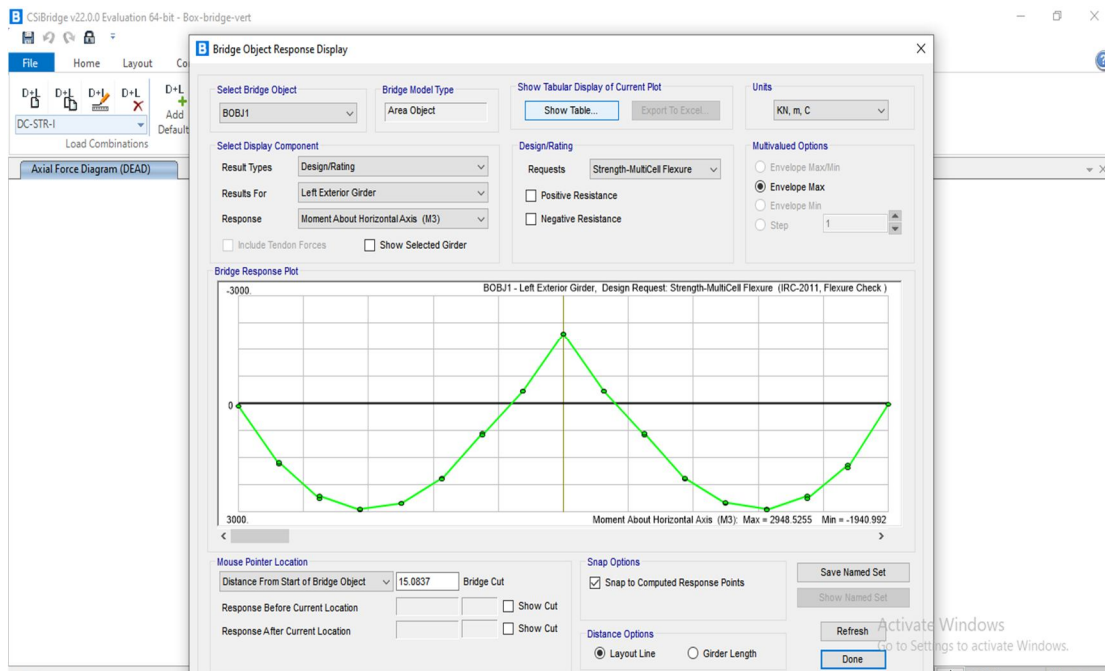 CSiBridge v22.0.0 Evaluation 64-bit - Box-bridge-vert
File Home Layout Co
D+L D+L D+L D+L D+L
DC-STR-I
Add
Default
Load Combinations
Axial Force Diagram (DEAD)
Bridge Object Response Display
Select Bridge Object
BOBJ1
Bridge Model Type
Area Object
Show Tabular Display of Current Plot
Show Table... Export To Excel...
Units
KN, m, C
Select Display Component
Result Types Design/Rating
Results For Left Exterior Girder
Response Moment About Horizontal Axis (M3)
Include Tendon Forces Show Selected Girder
Design/Rating
Requests Strength-MultiCell Flexure
Positive Resistance
Negative Resistance
Multivalued Options
Envelope Max/Min
Envelope Max
Envelope Min
Step 1
Bridge Response Plot
-3000. BOBJ1 - Left Exterior Girder, Design Request: Strength-MultiCell Flexure (IRC-2011, Flexure Check )
0
3000. Moment About Horizontal Axis (M3): Max = 2948.5255 Min = -1940.992
Mouse Pointer Location
Distance From Start of Bridge Object 15.0837 Bridge Cut
Response Before Current Location Show Cut
Response After Current Location Show Cut
Snap Options
Snap to Computed Response Points
Distance Options
Layout Line Girder Length
Save Named Set
Show Named Set
Refresh
Done
Activate Windows
Go to Settings to activate Windows.